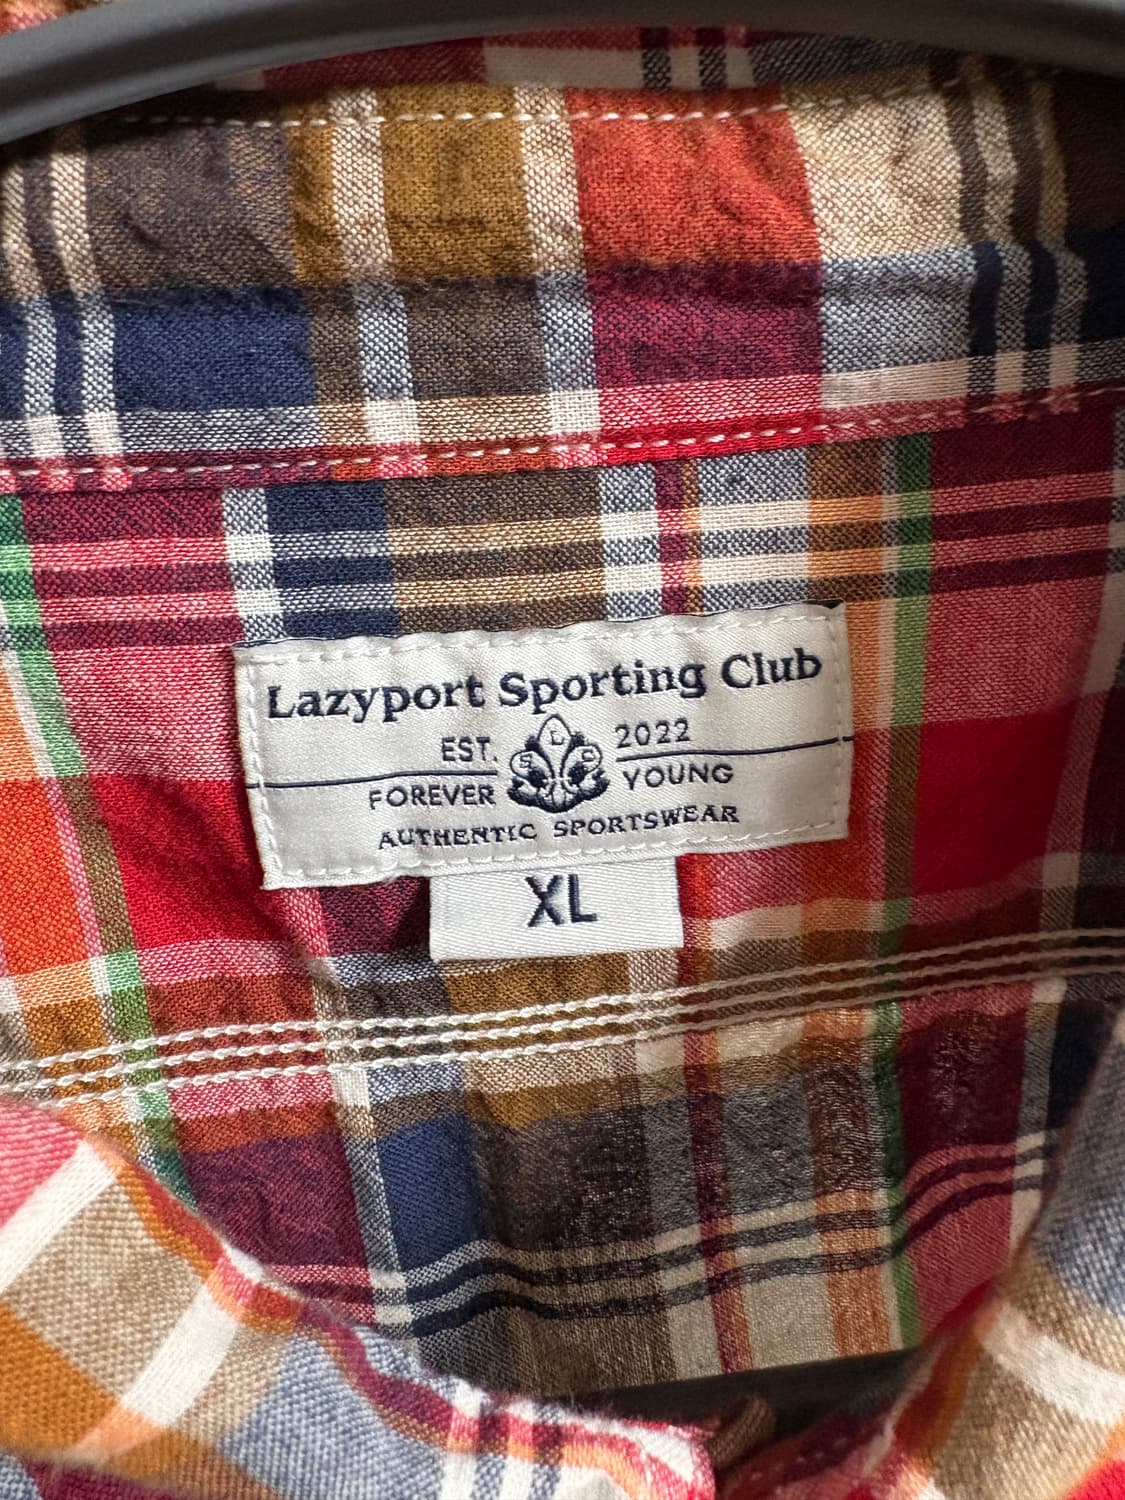 Lazyport Sporting Club
EST. 2022
L
S C
FOREVER YOUNG
AUTHENTIC SPORTSWEAR
XL